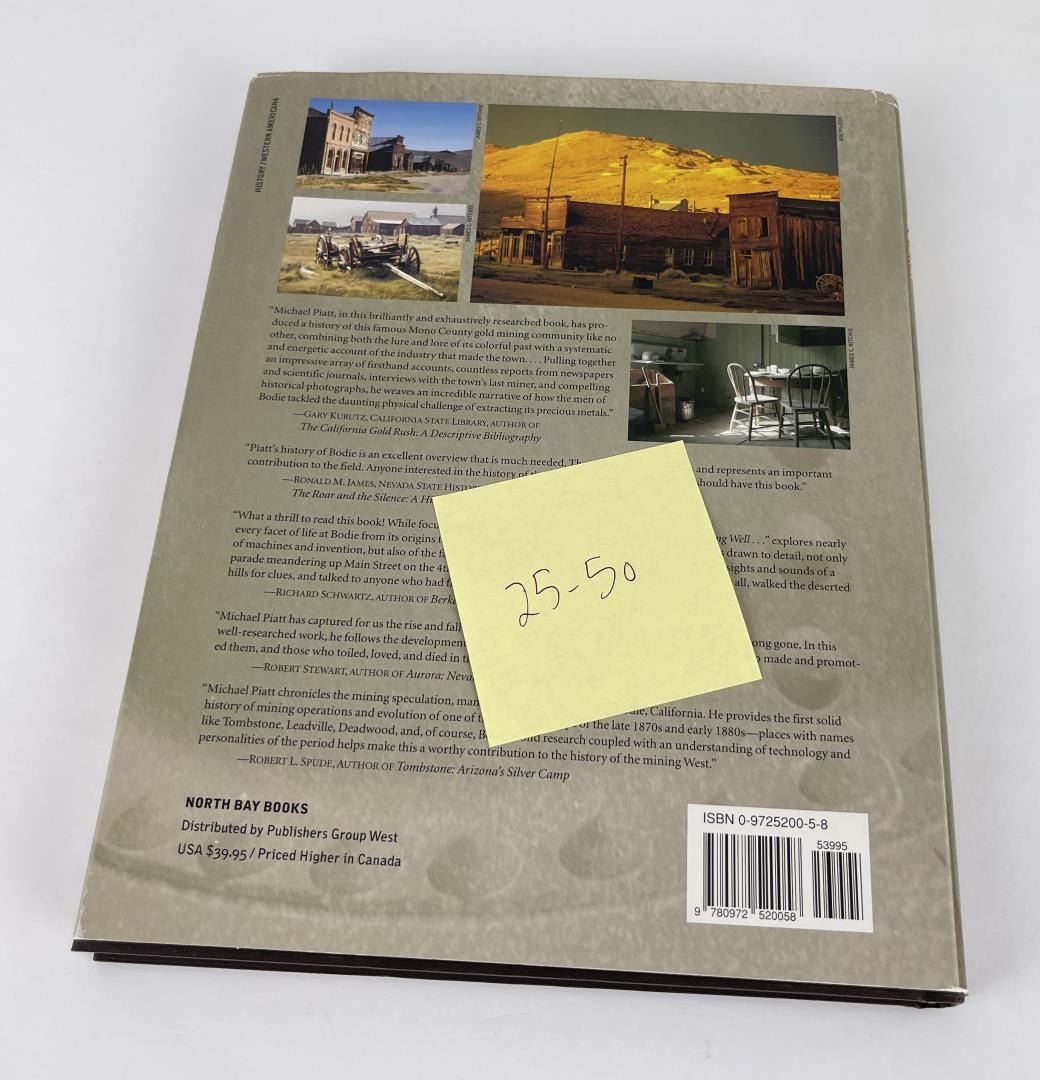 HISTORY / WESTERN AMERICANA
JAMES C. RITCHIE
JAMES C. RITCHIE
BOB PLATEN
JAMES C. RITCHIE
“Michael Piatt, in this brilliantly and exhaustively researched book, has pro-
duced a history of this famous Mono County gold mining community like no
other, combining both the lure and lore of its colorful past with a systematic
and energetic account of the industry that made the town. . . . Pulling together
an impressive array of firsthand accounts, countless reports from newspapers
and scientific journals, interviews with the town’s last miner, and compelling
historical photographs, he weaves an incredible narrative of how the men of
Bodie tackled the daunting physical challenge of extracting its precious metals.”
—GARY KURUTZ, CALIFORNIA STATE LIBRARY, AUTHOR OF
The California Gold Rush: A Descriptive Bibliography
“Piatt’s history of Bodie is an excellent overview that is much needed. and represents an important
contribution to the field. Anyone interested in the history of should have this book.”
—RONALD M. JAMES, NEVADA STATE
The Roar and the Silence: A
“What a thrill to read this book! While ng Well . . .” explores nearly
every facet of life at Bodie from its origins drawn to detail, not only
of machines and invention, but also of the sights and sounds of a
parade meandering up Main Street on the all, walked the deserted
hills for clues, and talked to anyone who had
—RICHARD SCHWARTZ, AUTHOR OF
“Michael Piatt has captured for us the rise and ong gone. In this
well-researched work, he follows the made and promot-
ed them, and those who toiled, loved, and died in
—ROBERT STEWART, AUTHOR OF Aurora:
“Michael Piatt chronicles the mining speculation, California. He provides the first solid
history of mining operations and evolution of one of the late 1870s and early 1880s—places with names
like Tombstone, Leadville, Deadwood, and, of course, research coupled with an understanding of technology and
personalities of the period helps make this a worthy contribution to the history of the mining West.”
—ROBERT L. SPUDE, AUTHOR OF Tombstone: Arizona’s Silver Camp
25-50
NORTH BAY BOOKS
Distributed by Publishers Group West
USA $39.95 / Priced Higher in Canada
ISBN 0-9725200-5-8
53995
9 780972 520058